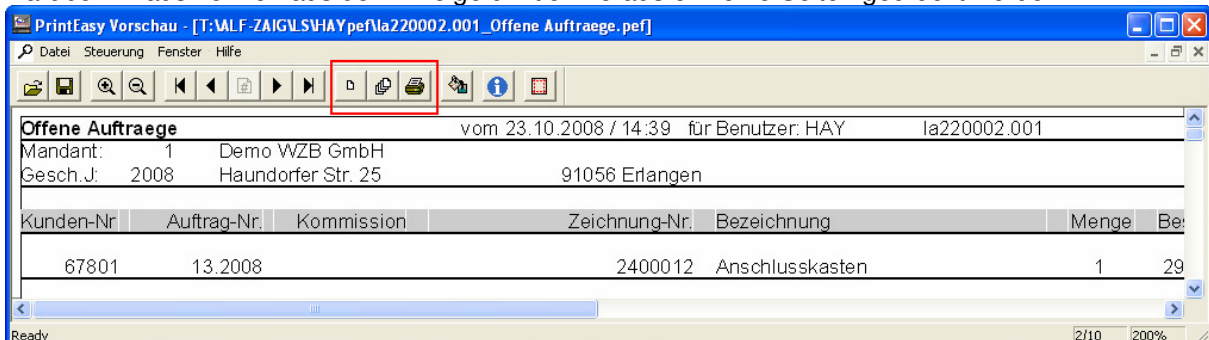 PrintEasy Vorschau - [T:\ALF-ZAIG\LS\HAYpef\la220002.001_Offene Auftraege.pef]
Datei Steuerung Fenster Hilfe
Offene Auftraege vom 23.10.2008 / 14:39 für Benutzer: HAY la220002.001
Mandant: 1 Demo WZB GmbH
Gesch.J: 2008 Haundorfer Str. 25 91056 Erlangen
Kunden-Nr Auftrag-Nr. Kommission Zeichnung-Nr. Bezeichnung Menge Be
67801 13.2008 2400012 Anschlusskasten 1 29
Ready 2/10 200%